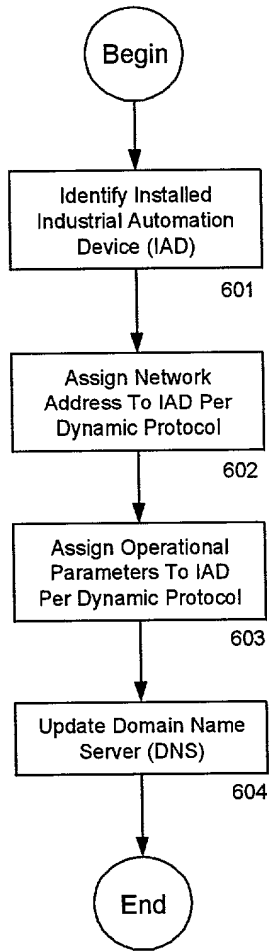 Begin
Identify Installed
Industrial Automation
Device (IAD)
601
Assign Network
Address To IAD Per
Dynamic Protocol
602
Assign Operational
Parameters To IAD
Per Dynamic Protocol
603
Update Domain Name
Server (DNS)
604
End